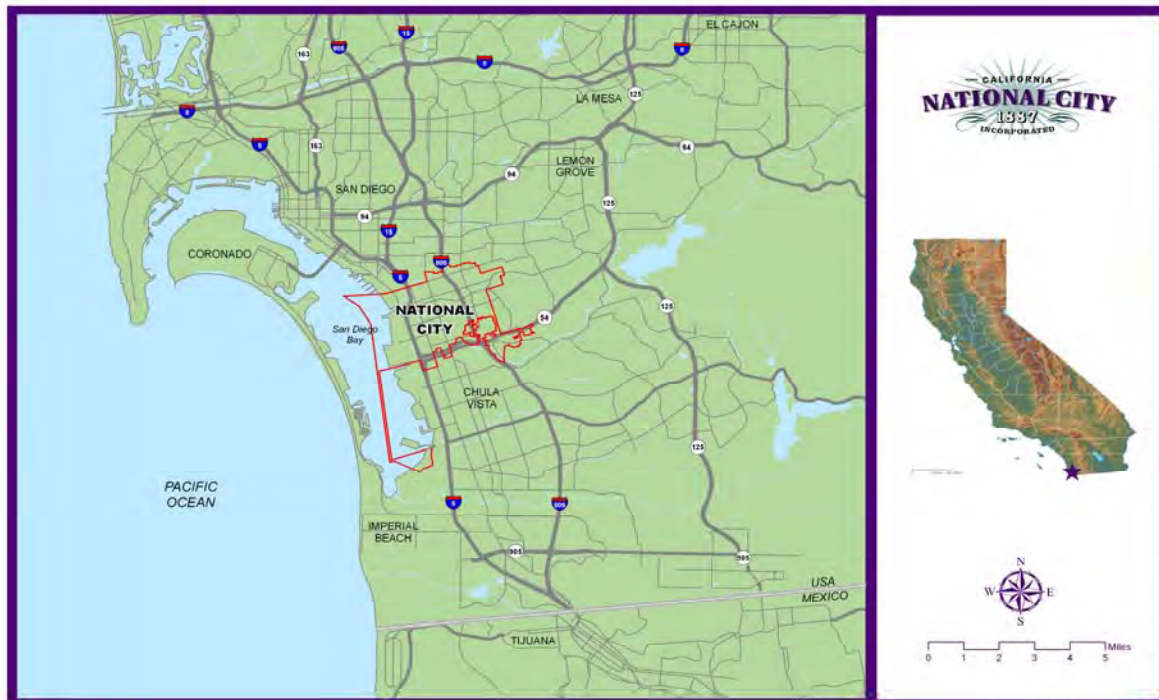 EL CAJON
163
805
15
8
8
8
125
LA MESA
5
163
94
LEMON
GROVE
94
SAN DIEGO
94
125
15
CORONADO
805
5
NATIONAL
CITY
San Diego
Bay
54
125
CHULA
VISTA
125
PACIFIC
OCEAN
5
805
IMPERIAL
BEACH
905
905
USA
MEXICO
TIJUANA
CALIFORNIA
NATIONAL CITY
1887
INCORPORATED
N
W E
S
0 1 2 3 4 5 Miles